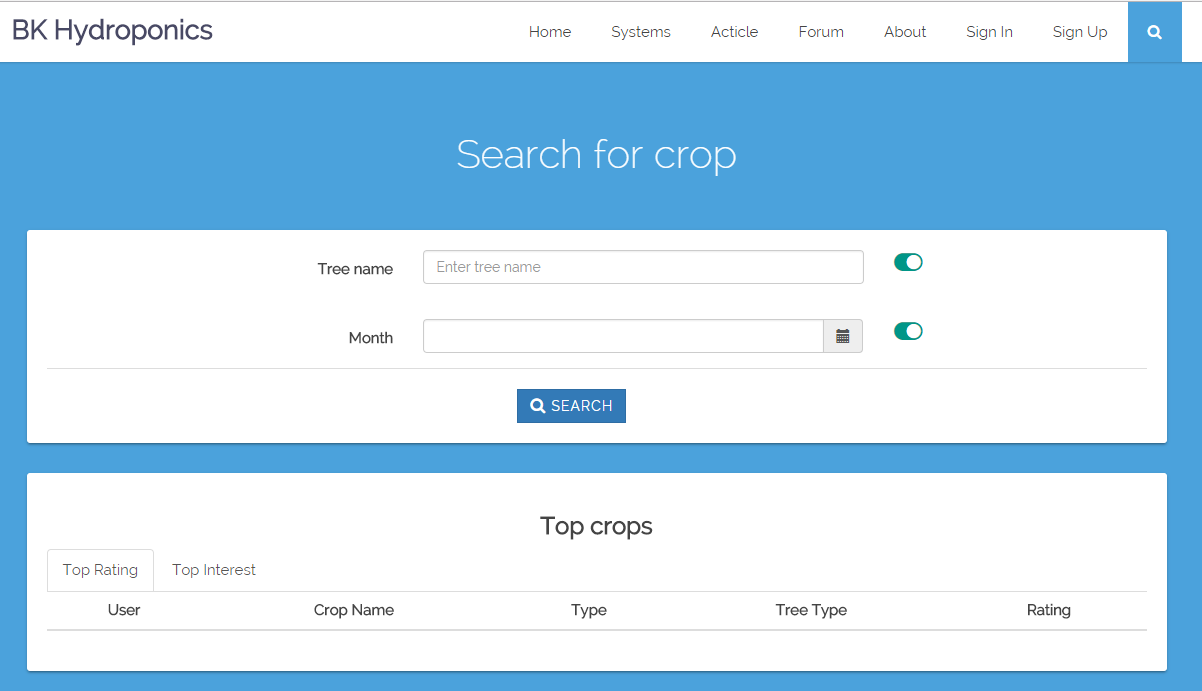 BK Hydroponics Home Systems Acticle Forum About Sign In Sign Up
Search for crop
Tree name Enter tree name
Month
SEARCH
Top crops
Top Rating Top Interest
User Crop Name Type Tree Type Rating